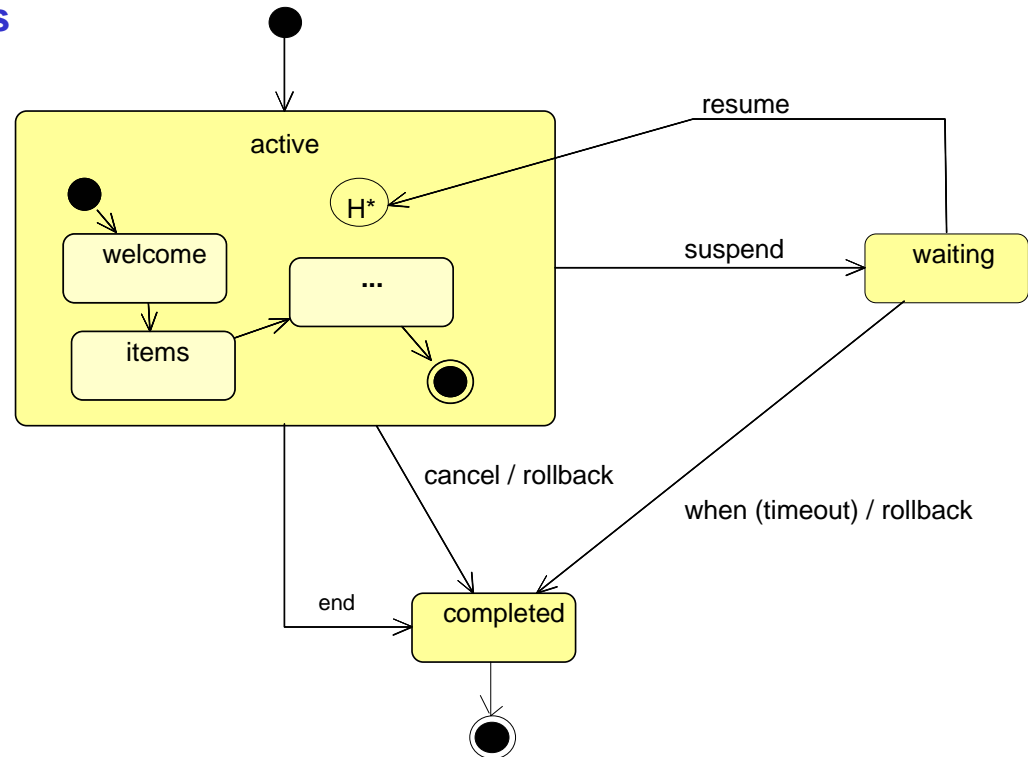 s
resume
active
H*
welcome
suspend
waiting
...
items
cancel / rollback
when (timeout) / rollback
end
completed